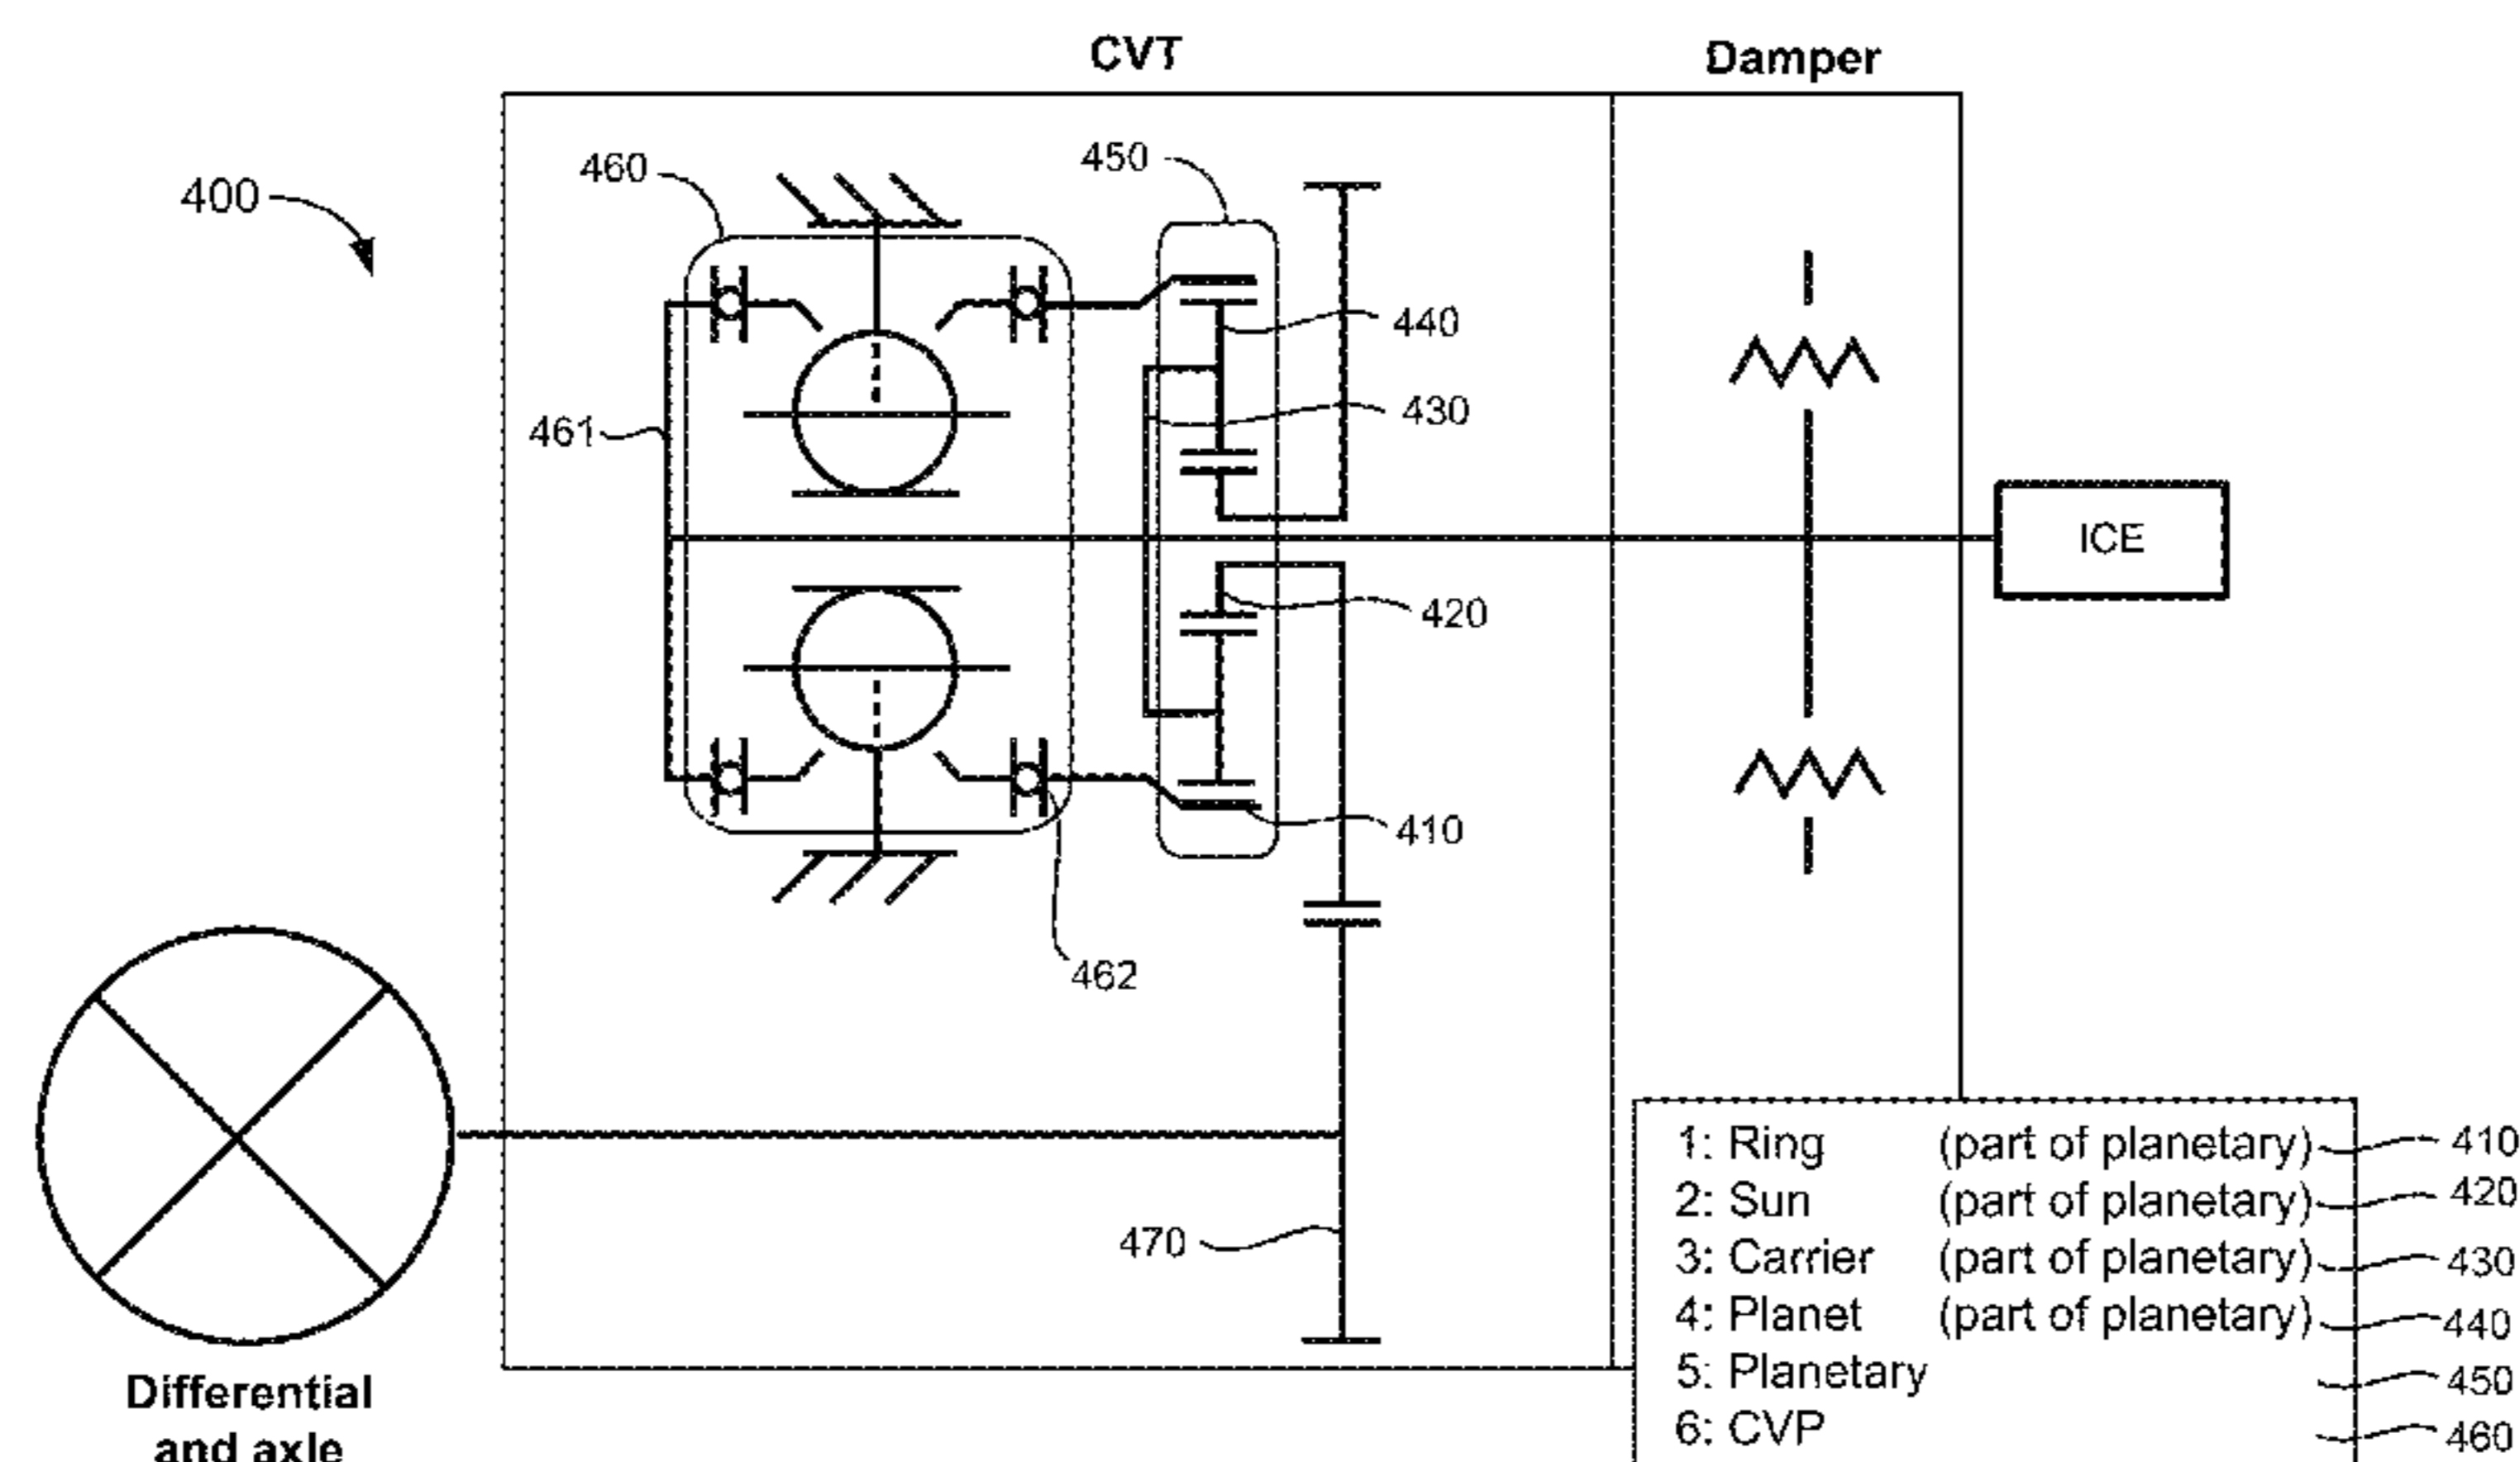 CVT
Damper
400
460
450
440
430
461
ICE
420
410
462
470
Differential
and axle
1: Ring (part of planetary) 410
2: Sun (part of planetary) 420
3: Carrier (part of planetary) 430
4: Planet (part of planetary) 440
5: Planetary 450
6: CVP 460